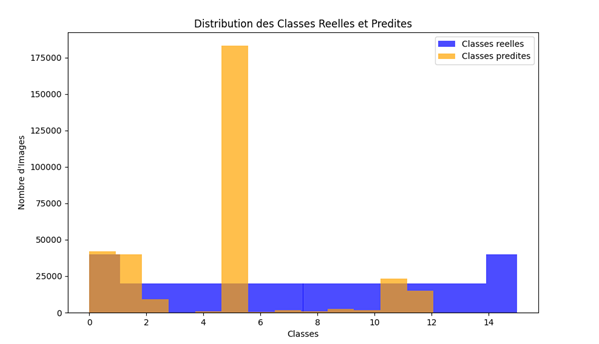 Distribution des Classes Reelles et Predites
Classes reelles
Classes predites
Nombre d'Images
175000
150000
125000
100000
75000
50000
25000
0
0 2 4 6 8 10 12 14
Classes